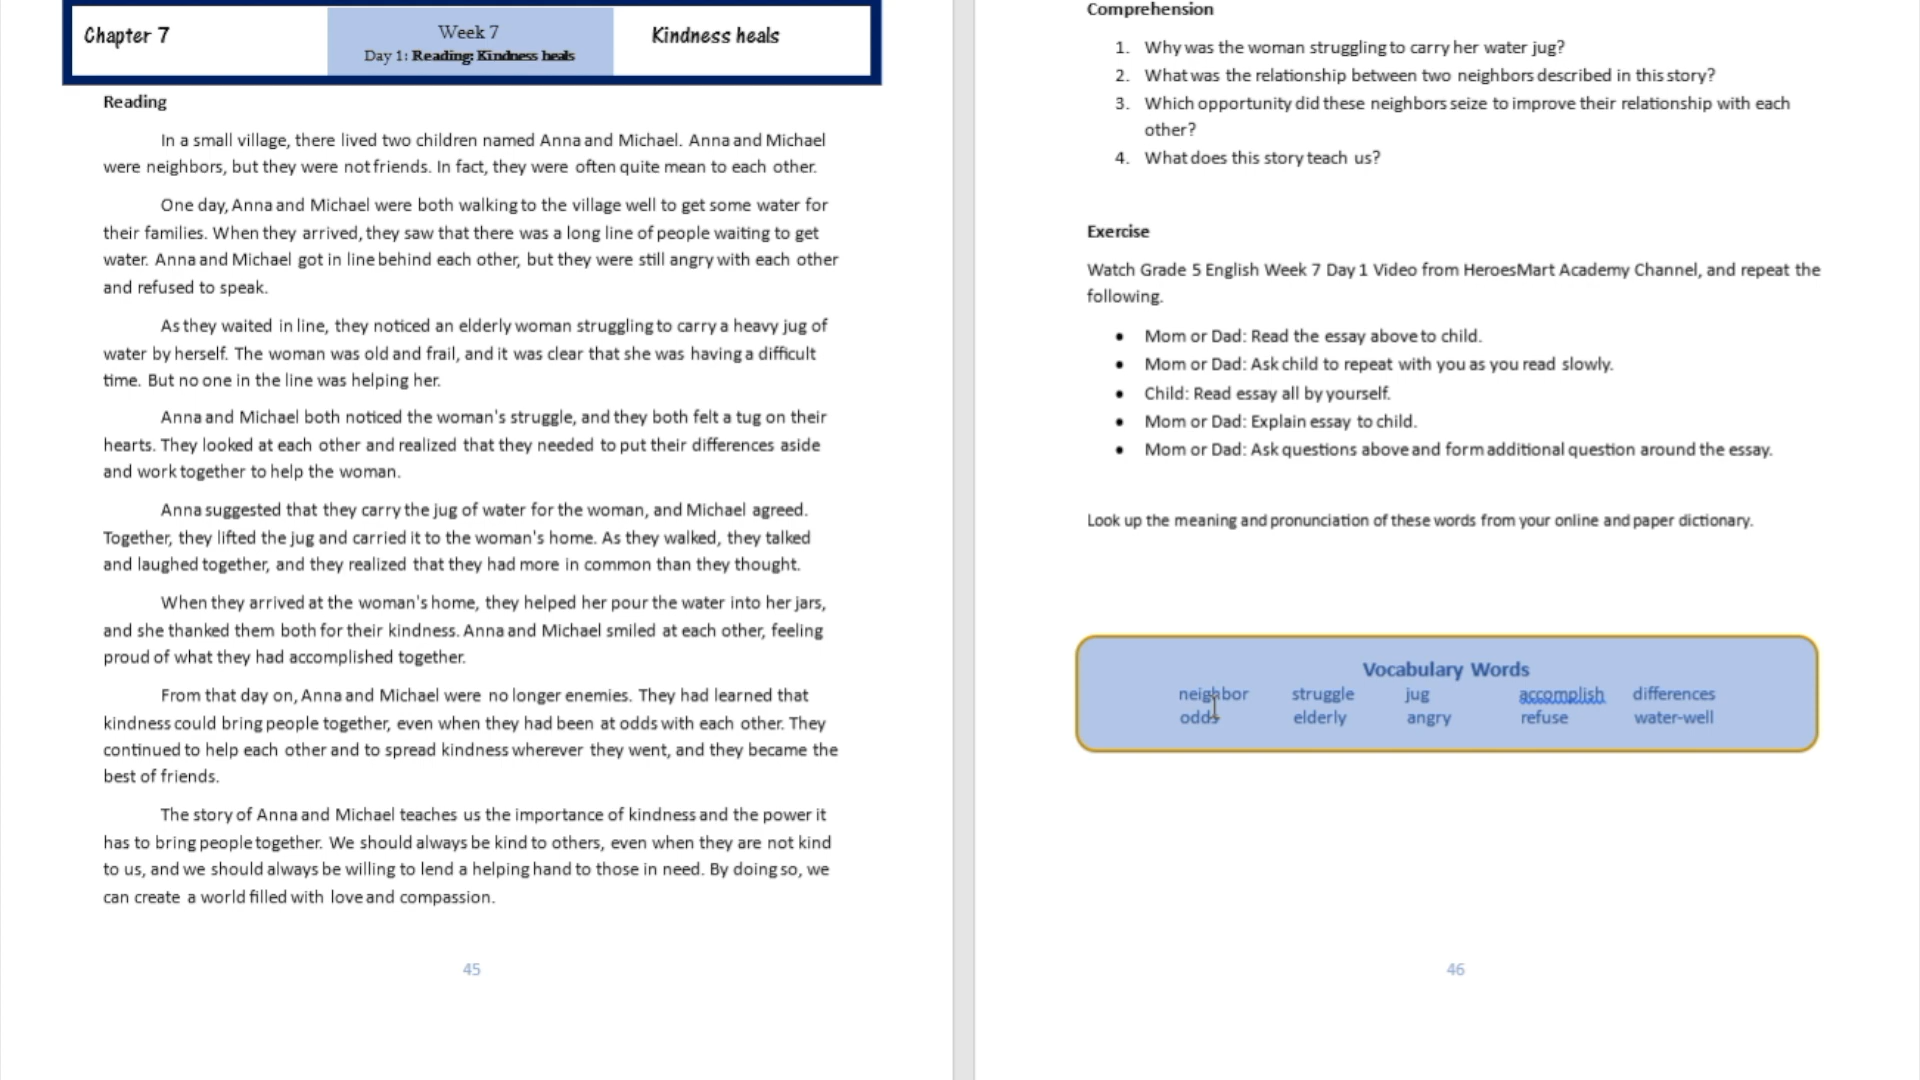 Chapter 7
Week 7
Day 1: Reading: Kindness heals
Kindness heals
Reading
In a small village, there lived two children named Anna and Michael. Anna and Michael
were neighbors, but they were not friends. In fact, they were often quite mean to each other.
One day, Anna and Michael were both walking to the village well to get some water for
their families. When they arrived, they saw that there was a long line of people waiting to get
water. Anna and Michael got in line behind each other, but they were still angry with each other
and refused to speak.
As they waited in line, they noticed an elderly woman struggling to carry a heavy jug of
water by herself. The woman was old and frail, and it was clear that she was having a difficult
time. But no one in the line was helping her.
Anna and Michael both noticed the woman's struggle, and they both felt a tug on their
hearts. They looked at each other and realized that they needed to put their differences aside
and work together to help the woman.
Anna suggested that they carry the jug of water for the woman, and Michael agreed.
Together, they lifted the jug and carried it to the woman's home. As they walked, they talked
and laughed together, and they realized that they had more in common than they thought.
When they arrived at the woman's home, they helped her pour the water into her jars,
and she thanked them both for their kindness. Anna and Michael smiled at each other, feeling
proud of what they had accomplished together.
From that day on, Anna and Michael were no longer enemies. They had learned that
kindness could bring people together, even when they had been at odds with each other. They
continued to help each other and to spread kindness wherever they went, and they became the
best of friends.
The story of Anna and Michael teaches us the importance of kindness and the power it
has to bring people together. We should always be kind to others, even when they are not kind
to us, and we should always be willing to lend a helping hand to those in need. By doing so, we
can create a world filled with love and compassion.
45
Comprehension
1. Why was the woman struggling to carry her water jug?
2. What was the relationship between two neighbors described in this story?
3. Which opportunity did these neighbors seize to improve their relationship with each
other?
4. What does this story teach us?
Exercise
Watch Grade 5 English Week 7 Day 1 Video from HeroesMart Academy Channel, and repeat the
following.
• Mom or Dad: Read the essay above to child.
• Mom or Dad: Ask child to repeat with you as you read slowly.
• Child: Read essay all by yourself.
• Mom or Dad: Explain essay to child.
• Mom or Dad: Ask questions above and form additional question around the essay.
Look up the meaning and pronunciation of these words from your online and paper dictionary.
Vocabulary Words
neighbor struggle jug accomplish differences
odds elderly angry refuse water-well
46